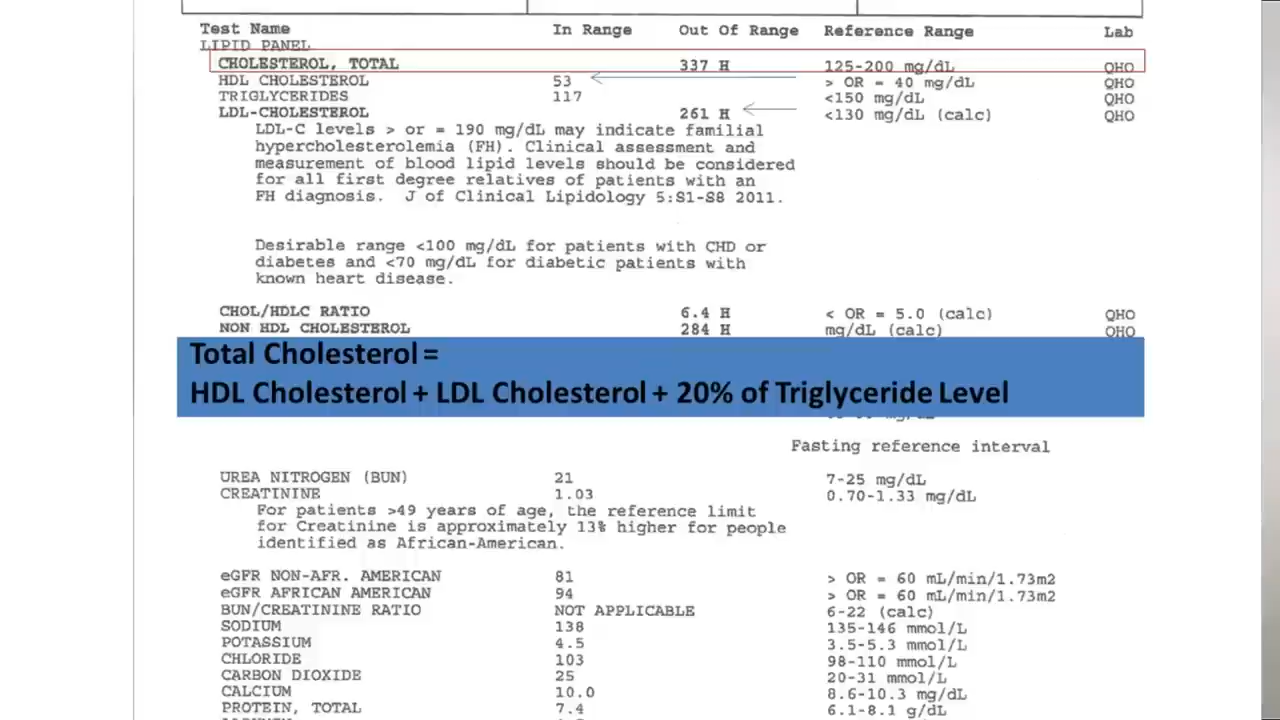 Test Name In Range Out Of Range Reference Range Lab
LIPID PANEL
CHOLESTEROL, TOTAL 337 H 125-200 mg/dL QHO
HDL CHOLESTEROL 53 > OR = 40 mg/dL QHO
TRIGLYCERIDES 117 <150 mg/dL QHO
LDL-CHOLESTEROL 261 H <130 mg/dL (calc) QHO
LDL-C levels > or = 190 mg/dL may indicate familial
hypercholesterolemia (FH). Clinical assessment and
measurement of blood lipid levels should be considered
for all first degree relatives of patients with an
FH diagnosis. J of Clinical Lipidology 5:S1-S8 2011.
Desirable range <100 mg/dL for patients with CHD or
diabetes and <70 mg/dL for diabetic patients with
known heart disease.
CHOL/HDLC RATIO 6.4 H < OR = 5.0 (calc) QHO
NON HDL CHOLESTEROL 284 H mg/dL (calc) QHO
Total Cholesterol =
HDL Cholesterol + LDL Cholesterol + 20% of Triglyceride Level
Fasting reference interval
UREA NITROGEN (BUN) 21 7-25 mg/dL
CREATININE 1.03 0.70-1.33 mg/dL
For patients >49 years of age, the reference limit
for Creatinine is approximately 13% higher for people
identified as African-American.
eGFR NON-AFR. AMERICAN 81 > OR = 60 mL/min/1.73m2
eGFR AFRICAN AMERICAN 94 > OR = 60 mL/min/1.73m2
BUN/CREATININE RATIO NOT APPLICABLE 6-22 (calc)
SODIUM 138 135-146 mmol/L
POTASSIUM 4.5 3.5-5.3 mmol/L
CHLORIDE 103 98-110 mmol/L
CARBON DIOXIDE 25 20-31 mmol/L
CALCIUM 10.0 8.6-10.3 mg/dL
PROTEIN, TOTAL 7.4 6.1-8.1 g/dL